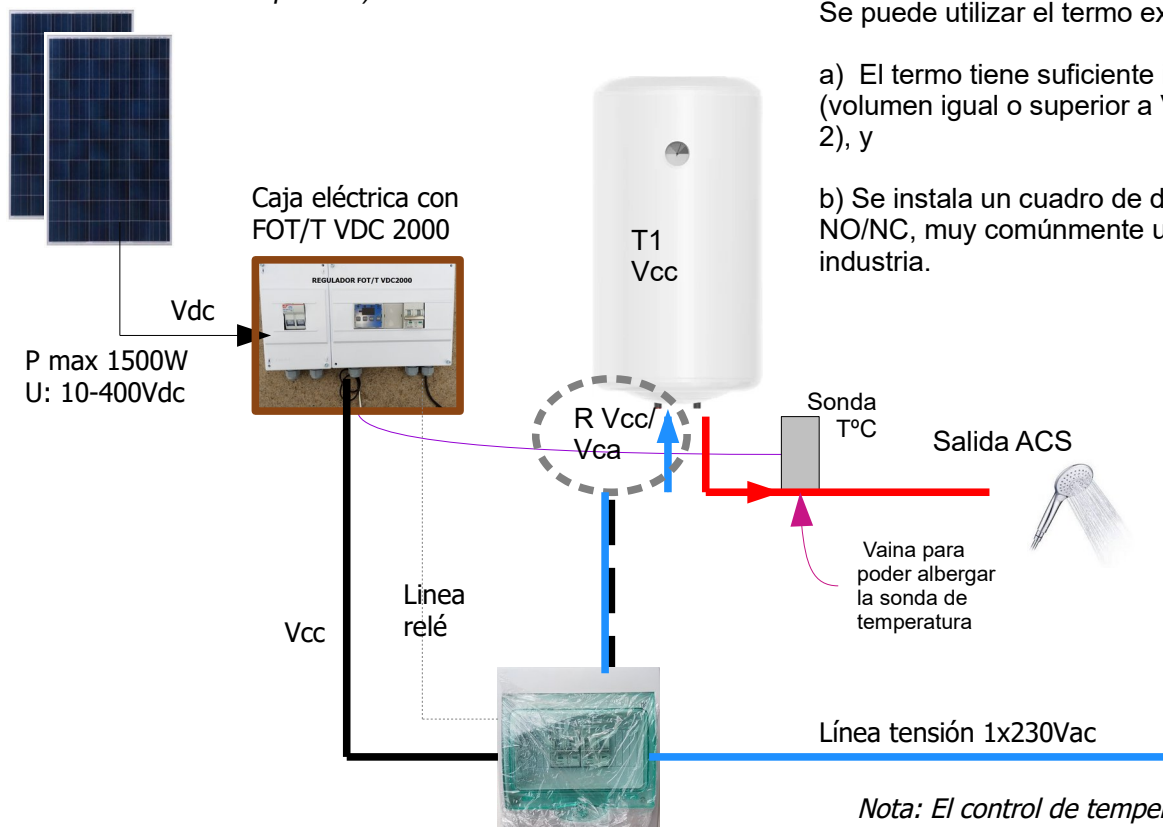 Se puede utilizar el termo
a) El termo tiene suficiente
(volumen igual o superior a
2), y
b) Se instala un cuadro de
NO/NC, muy comúnmente
industria.
Caja eléctrica con
FOT/T VDC 2000
REGULADOR FOT/T VDC2000
T1
Vcc
Vdc
P max 1500W
U: 10-400Vdc
R Vcc/
Vca
Sonda
TºC
Salida ACS
Vaina para
poder albergar
la sonda de
temperatura
Linea
relé
Vcc
Línea tensión 1x230Vac
Nota: El control de